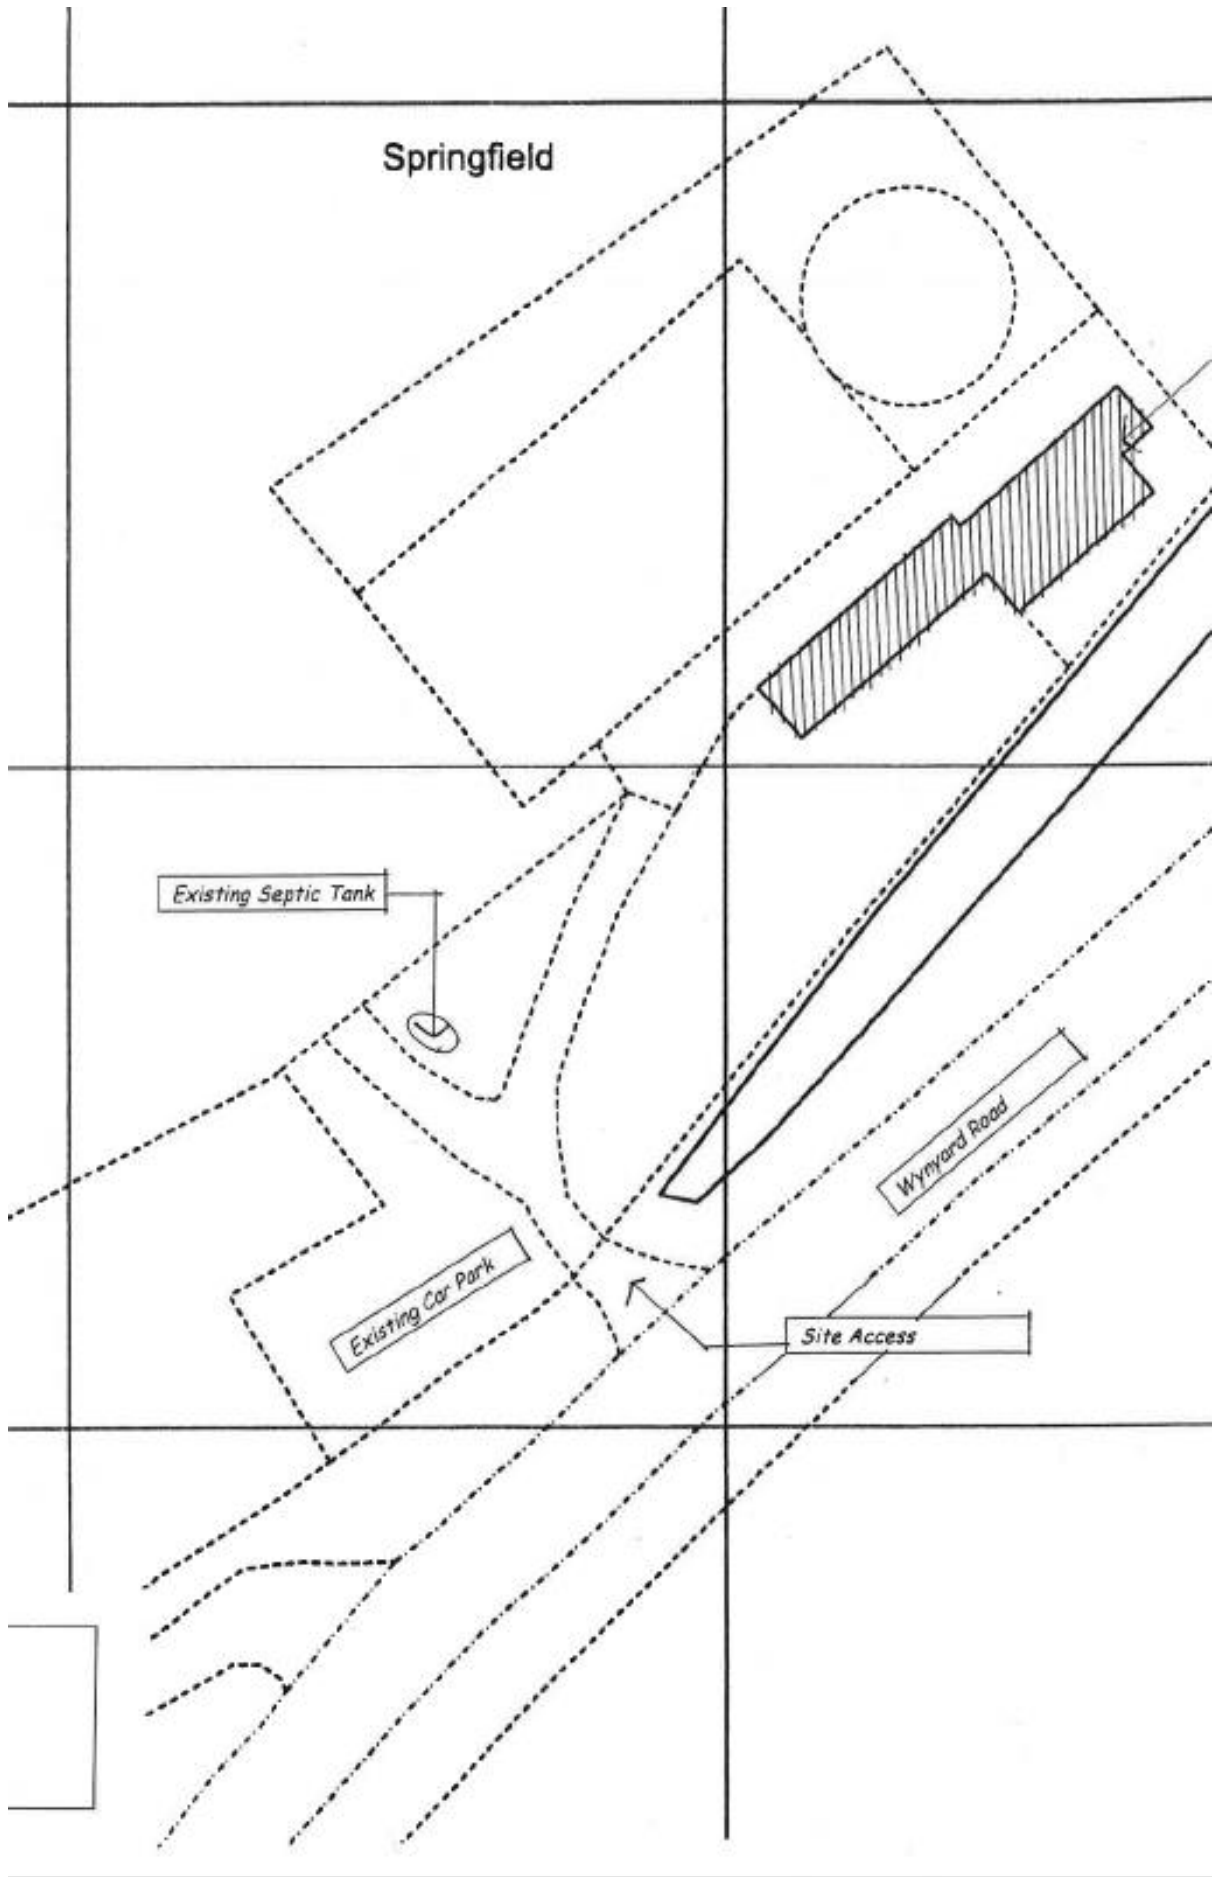 Springfield
Existing Septic Tank
Wynyard Road
Existing Car Park
Site Access